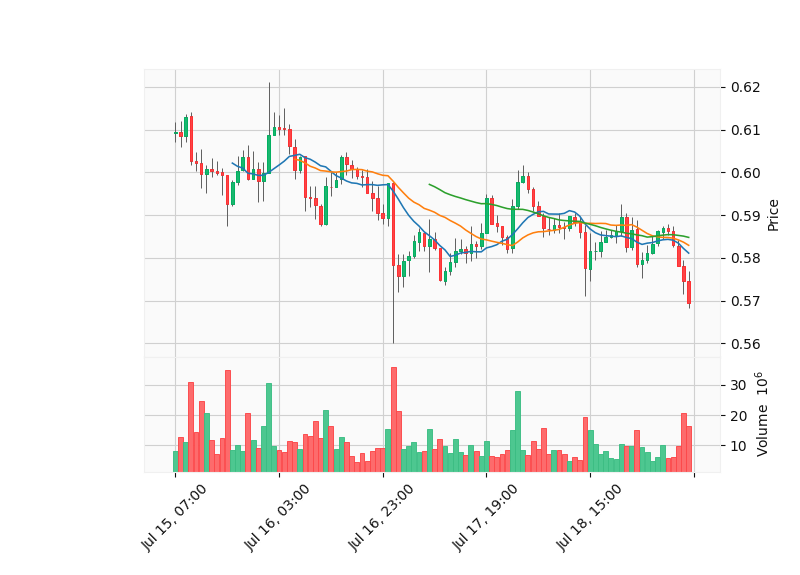 0.62
0.61
0.60
0.59
0.58
0.57
0.56
Price
30
20
10
Volume 10^6
Jul 15, 07:00
Jul 16, 03:00
Jul 16, 23:00
Jul 17, 19:00
Jul 18, 15:00